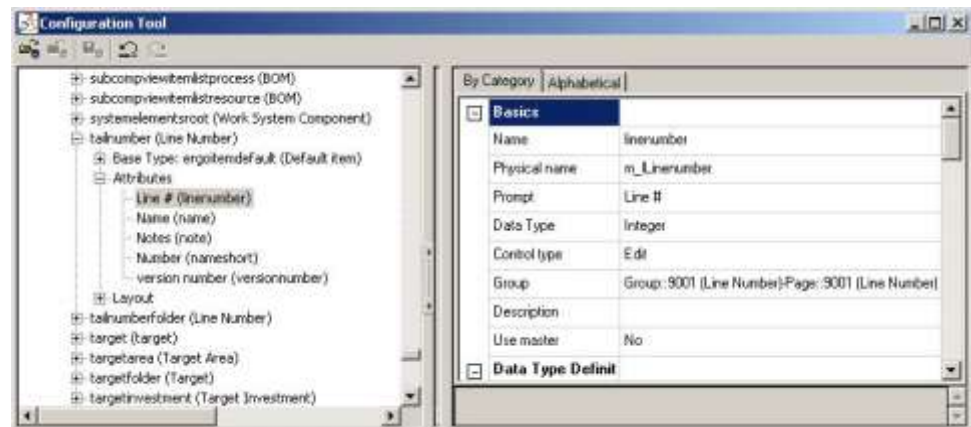 Configuration Tool
subcompviewitemlistprocess (BOM)
subcompviewitemlistresource (BOM)
systemelementsroot (Work System Component)
tailnumber (Line Number)
Base Type: ergoitemdefault (Default item)
Attributes
Line # (linenumber)
Name (name)
Notes (note)
Number (nameshort)
version number (versionnumber)
Layout
tailnumberfolder (Line Number)
target (target)
targetarea (Target Area)
targetfolder (Target)
targetinvestment (Target Investment)
By Category
Alphabetical
Basics
Name linenumber
Physical name m_lLinenumber
Prompt Line #
Data Type Integer
Control type Edit
Group Group::9001 (Line Number)-Page::9001 (Line Number)
Description
Use master No
Data Type Definit